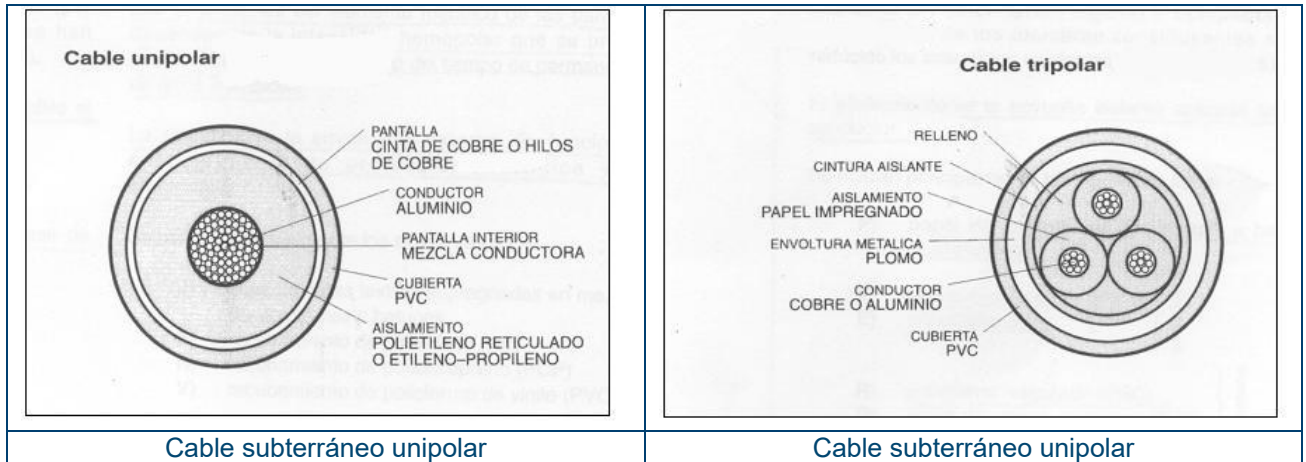 Cable unipolar
PANTALLA
CINTA DE COBRE O HILOS
DE COBRE
CONDUCTOR
ALUMINIO
PANTALLA INTERIOR
MEZCLA CONDUCTORA
CUBIERTA
PVC
AISLAMIENTO
POLIETILENO RETICULADO
O ETILENO–PROPILENO
Cable subterráneo unipolar
Cable tripolar
RELLENO
CINTURA AISLANTE
AISLAMIENTO
PAPEL IMPREGNADO
ENVOLTURA METALICA
PLOMO
CONDUCTOR
COBRE O ALUMINIO
CUBIERTA
PVC
Cable subterráneo unipolar